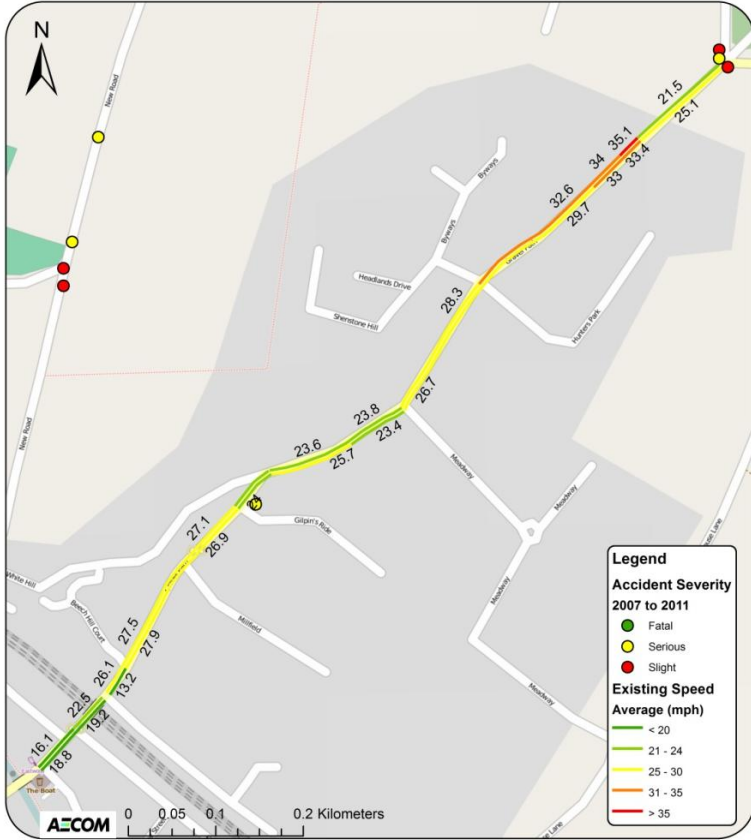 N
New Road
21.5
25.1
35.1
33.4
34
33
32.6
29.7
Byways
Byways
Headlands Drive
Sherstone Hill
28.3
Hunters Park
26.7
23.8
23.4
23.6
25.7
Meadway
Meadway
Meadway
Meadway
New Road
24
27.1
26.9
Gilpin's Ride
White Hill
Beech Hill Court
Millfield
27.5
27.9
26.1
13.2
22.5
19.2
16.1
18.8
The Boat
Legend
Accident Severity
2007 to 2011
Fatal
Serious
Slight
Existing Speed
Average (mph)
< 20
21 - 24
25 - 30
31 - 35
> 35
AECOM
0 0.05 0.1 0.2 Kilometers